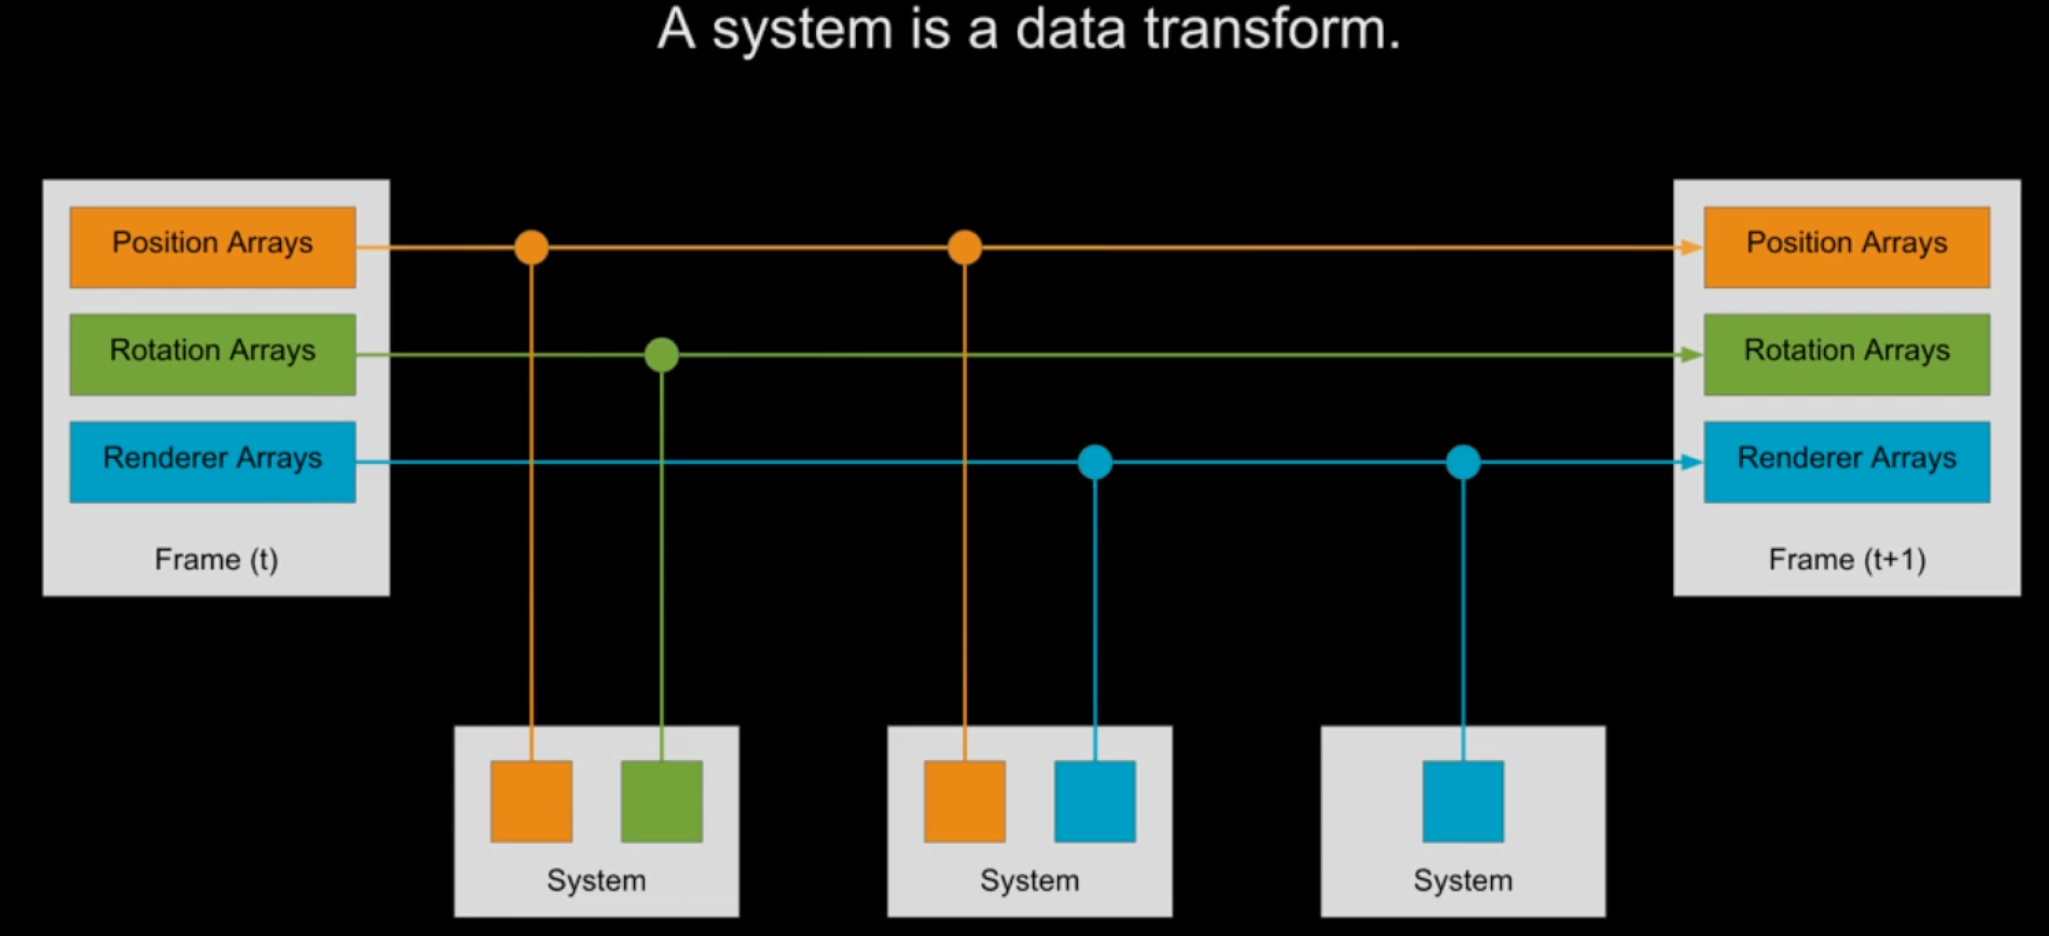 A system is a data transform.
Position Arrays
Rotation Arrays
Renderer Arrays
Frame (t)
Position Arrays
Rotation Arrays
Renderer Arrays
Frame (t+1)
System
System
System